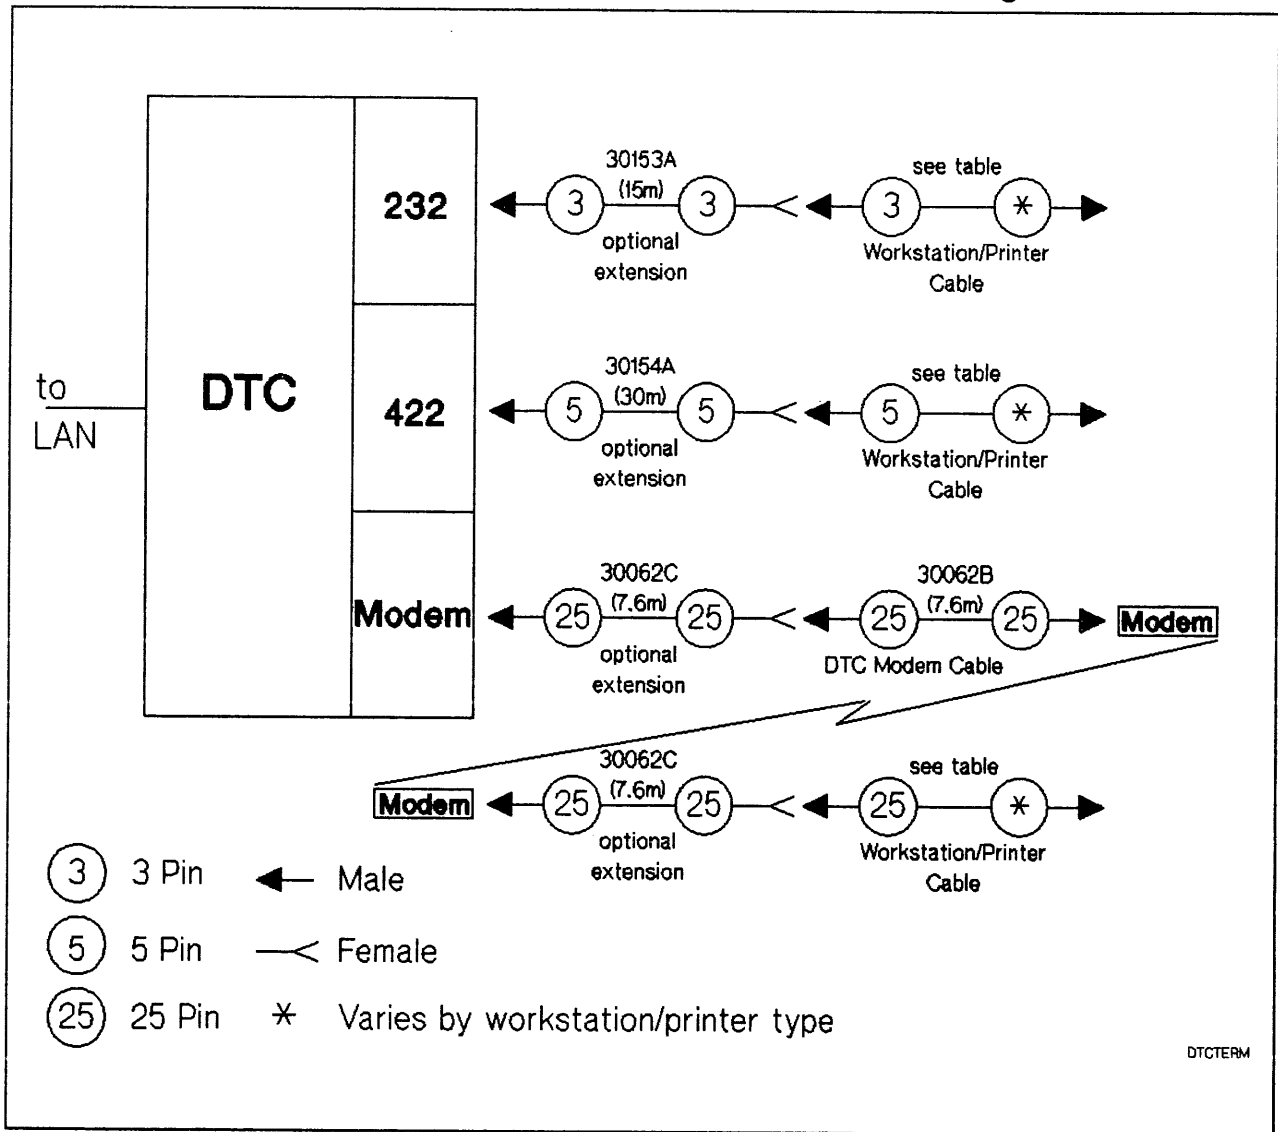 232
30153A
(15m)
3
3
optional
extension
see table
3
*
Workstation/Printer
Cable
to
LAN
DTC
422
30154A
(30m)
5
5
optional
extension
see table
5
*
Workstation/Printer
Cable
Modem
30062C
(7.6m)
25
25
optional
extension
30062B
(7.6m)
25
25
DTC Modem Cable
Modem
Modem
30062C
(7.6m)
25
25
optional
extension
see table
25
*
Workstation/Printer
Cable
3 3 Pin Male
5 5 Pin Female
25 25 Pin * Varies by workstation/printer type
DTCTERM